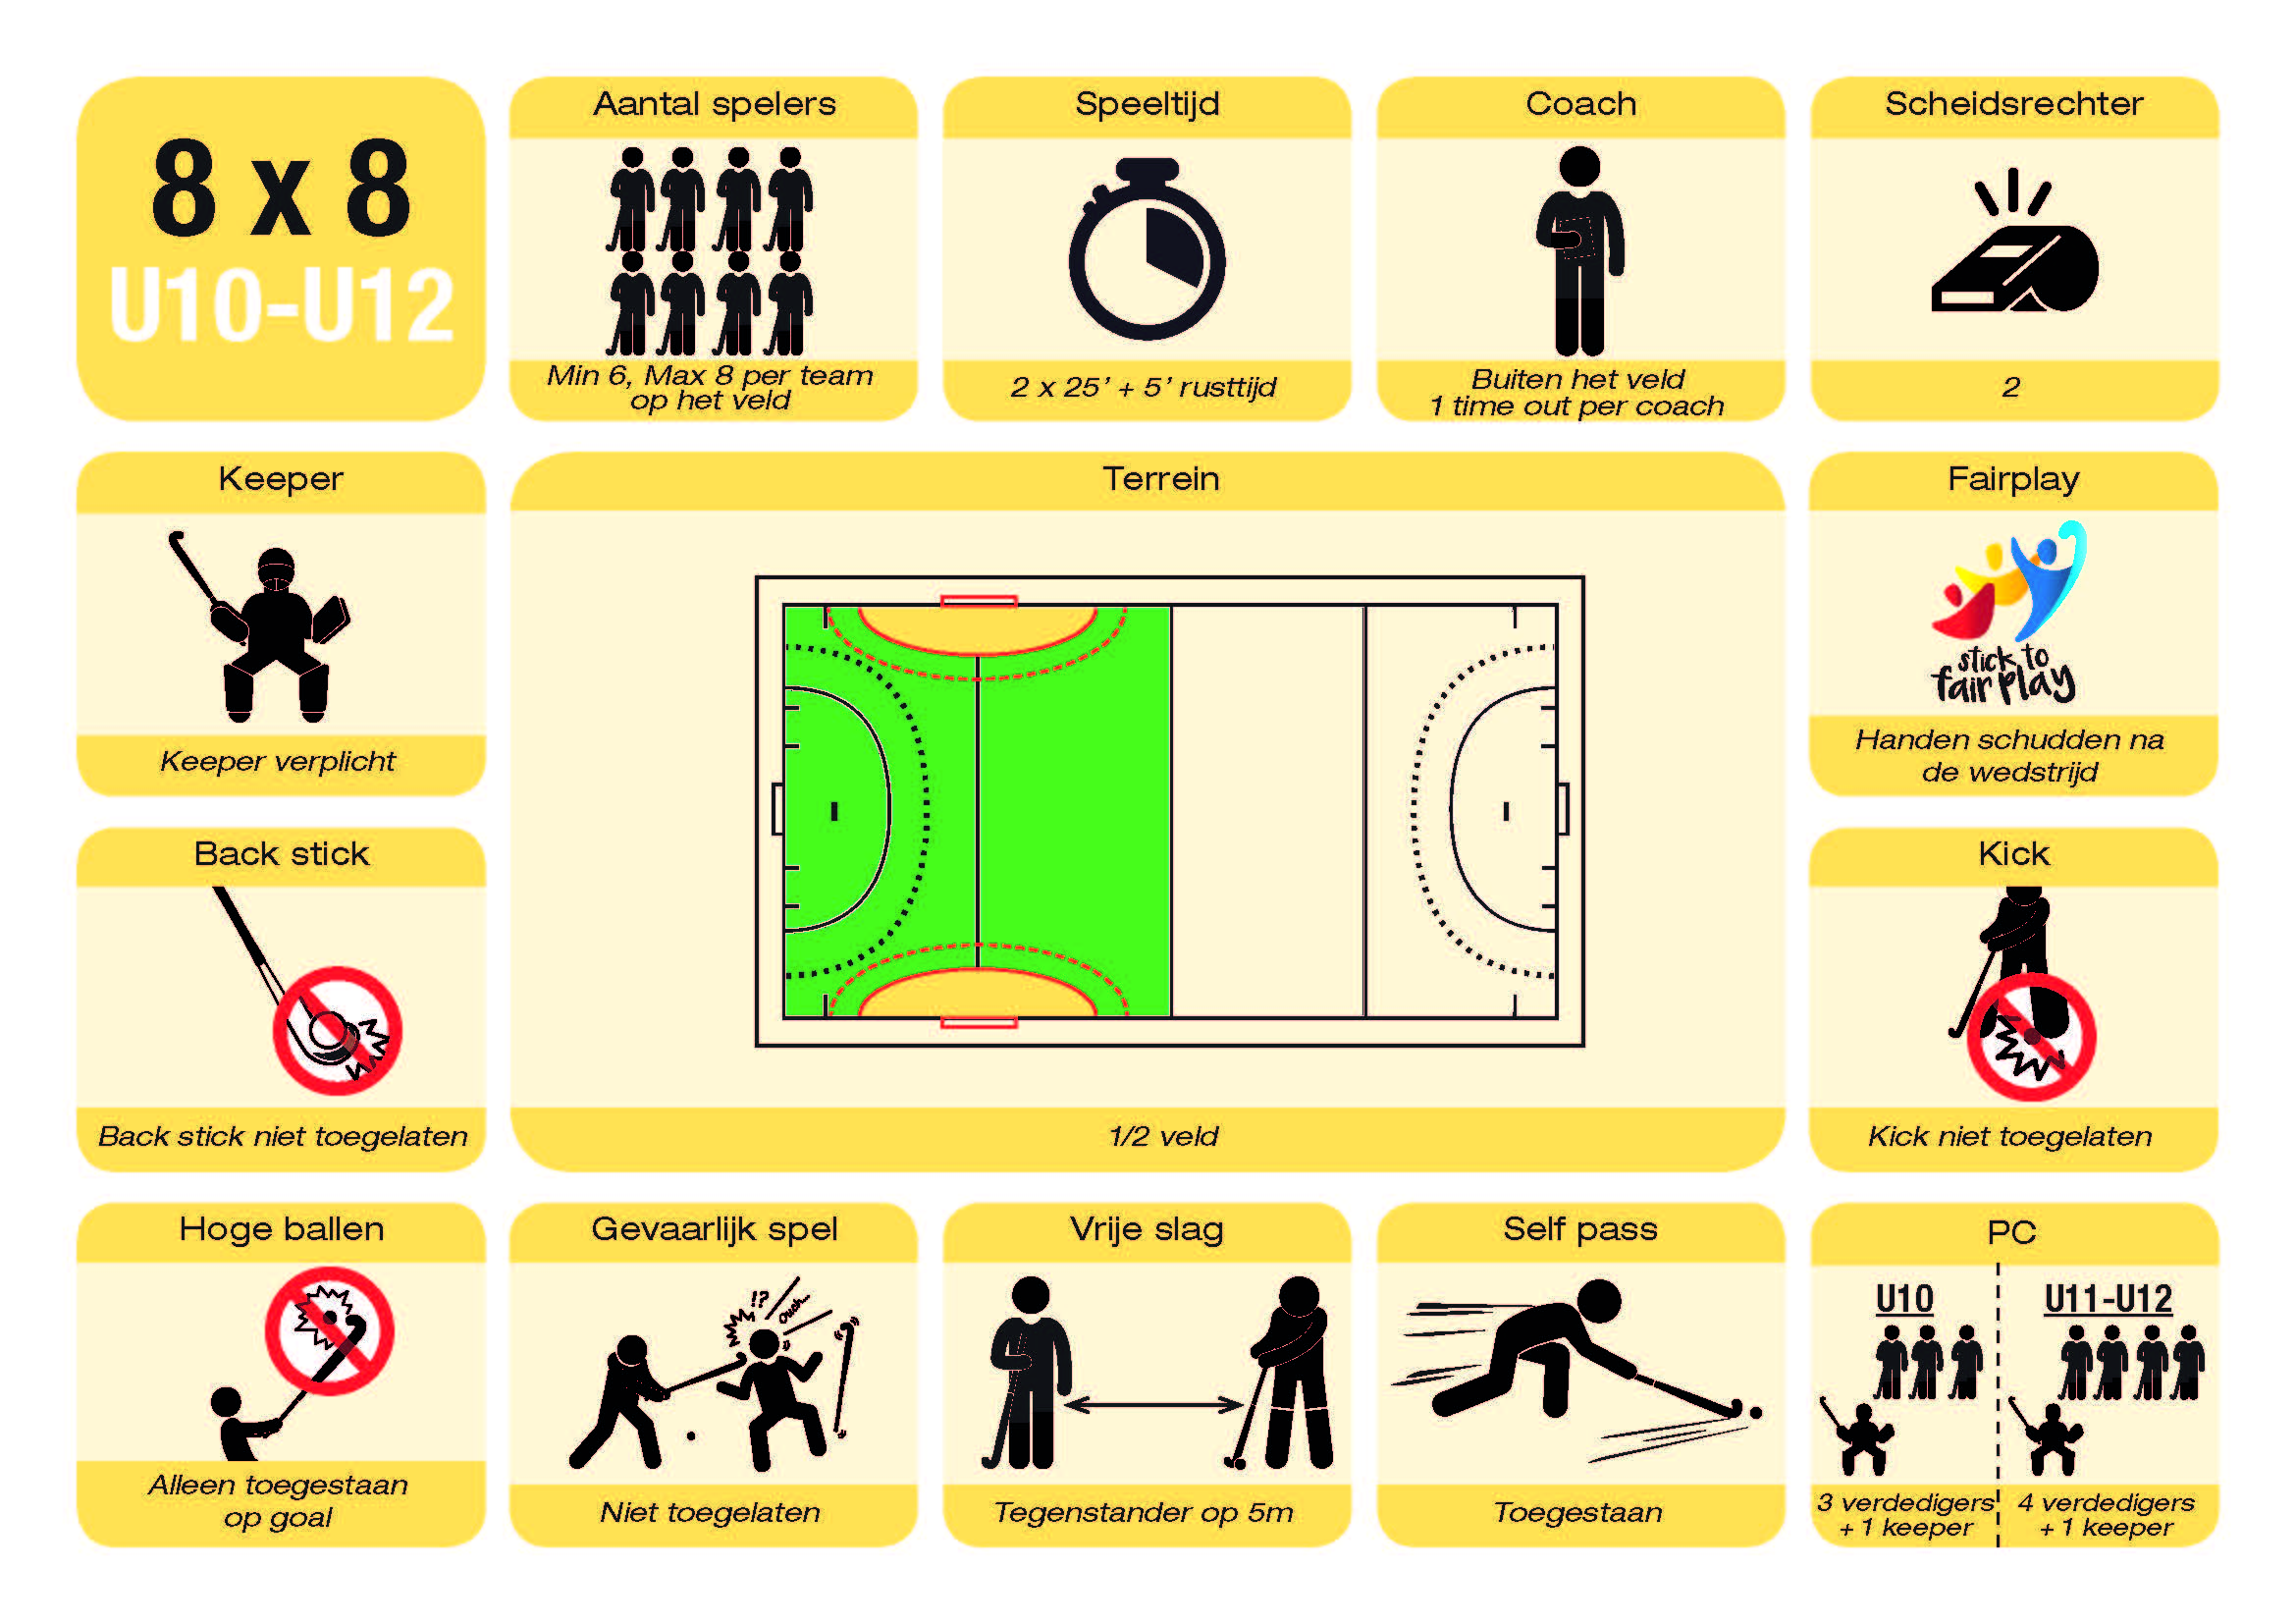 8 x 8
U10-U12
Aantal spelers
Min 6, Max 8 per team
op het veld
Speeltijd
2 x 25' + 5' rusttijd
Coach
Buiten het veld
1 time out per coach
Scheidsrechter
2
Keeper
Keeper verplicht
Terrein
1/2 veld
Fairplay
stick to
fair play
Handen schudden na
de wedstrijd
Back stick
Back stick niet toegelaten
Kick
Kick niet toegelaten
Hoge ballen
Alleen toegestaan
op goal
Gevaarlijk spel
!?
Ouch...
Niet toegelaten
Vrije slag
Tegenstander op 5m
Self pass
Toegestaan
PC
U10
3 verdedigers
+ 1 keeper
U11-U12
4 verdedigers
+ 1 keeper